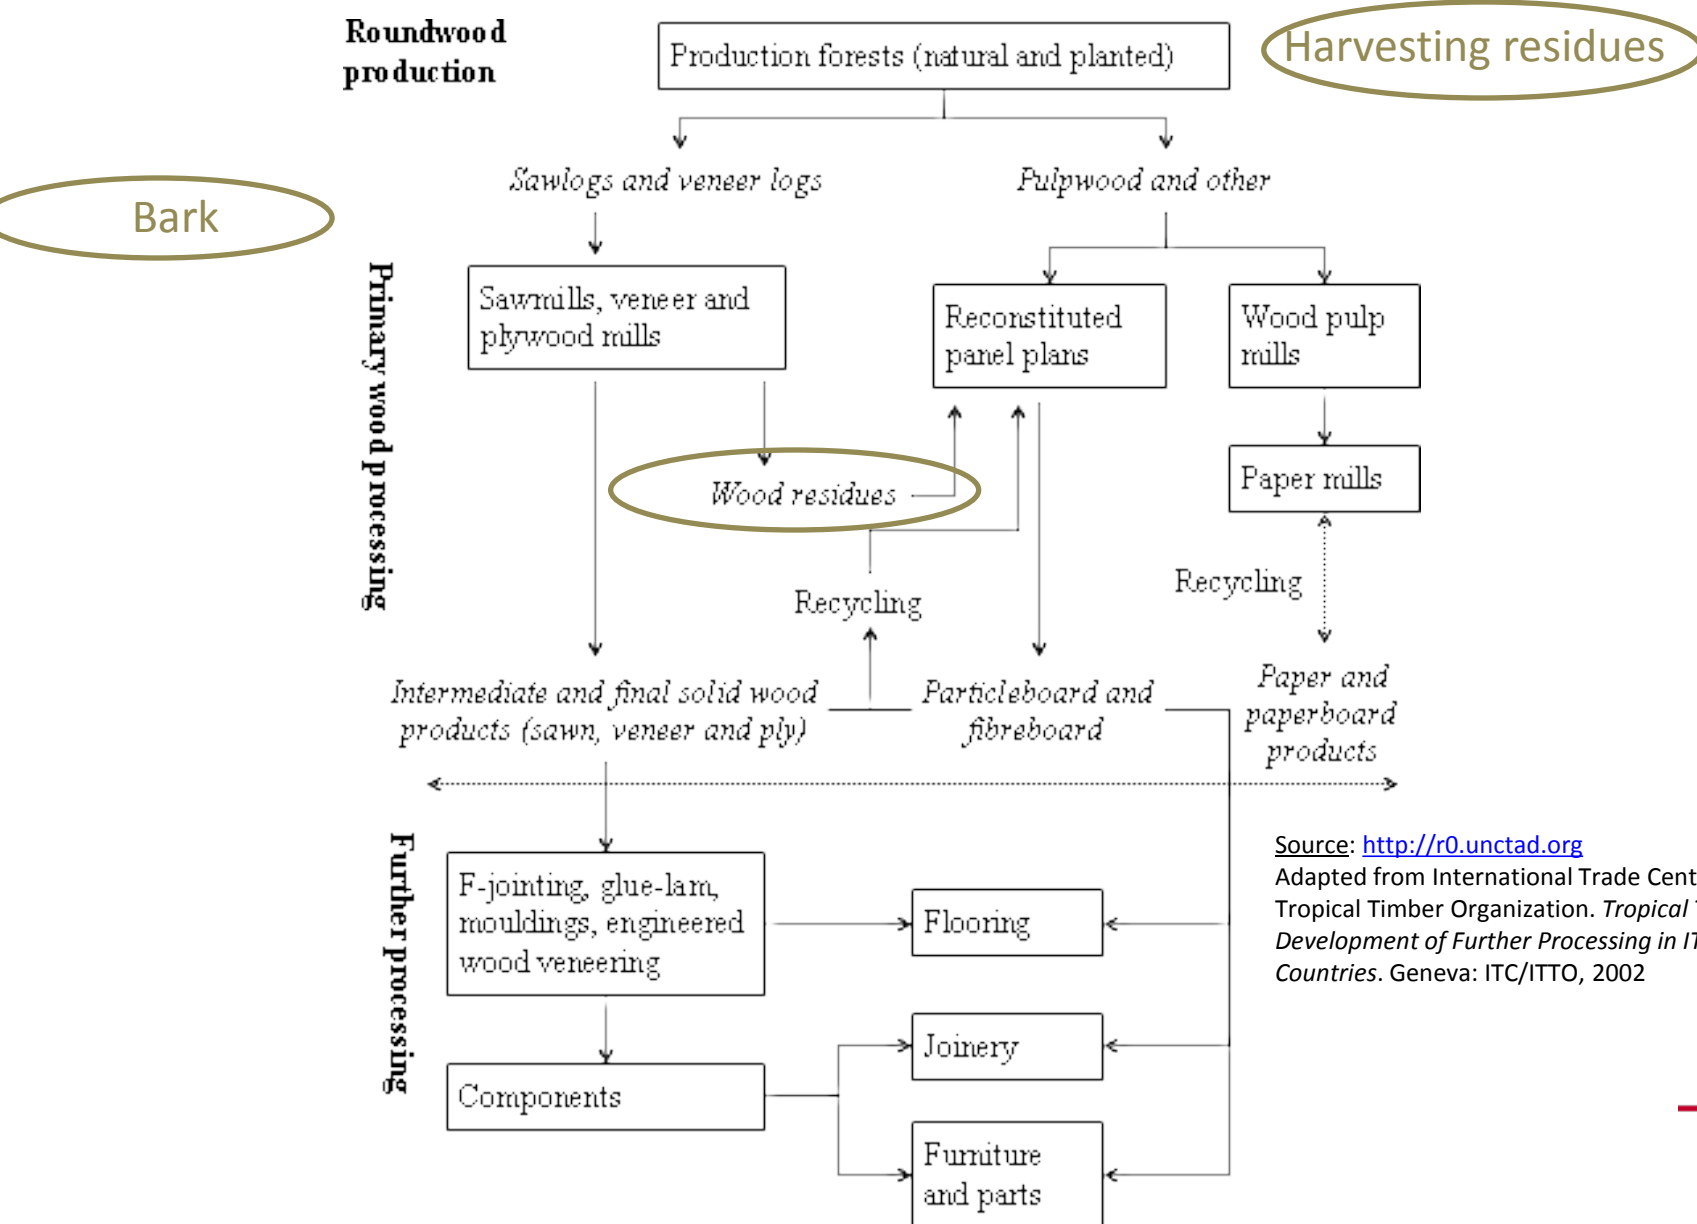 Roundwood
production
Production forests (natural and planted)
Harvesting residues
Sawlogs and veneer logs
Pulpwood and other
Bark
Primary wood processing
Sawmills, veneer and
plywood mills
Reconstituted
panel plans
Wood pulp
mills
Wood residues
Paper mills
Recycling
Recycling
Intermediate and final solid wood
products (sawn, veneer and ply)
Particleboard and
fibreboard
Paper and
paperboard
products
Further processing
F-jointing, glue-lam,
mouldings, engineered
wood veneering
Flooring
Components
Joinery
Furniture
and parts
Source: http://r0.unctad.org
Adapted from International Trade Cent
Tropical Timber Organization. Tropical
Development of Further Processing in
Countries. Geneva: ITC/ITTO, 2002